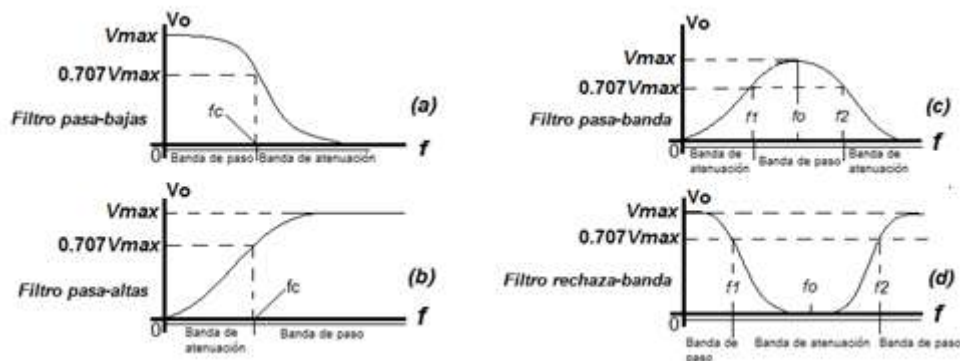 Vo
Vmax
0.707Vmax
(a)
fc
Filtro pasa-bajas
0
f
Banda de paso
Banda de atenuación
Vo
Vmax
0.707Vmax
(b)
fc
Filtro pasa-altas
0
f
Banda de
atenuación
Banda de paso
Vo
Vmax
0.707Vmax
(c)
f1
fo
f2
Filtro pasa-banda
0
f
Banda de
atenuación
Banda de paso
Banda de
atenuación
Vo
Vmax
0.707Vmax
Filtro rechaza-banda
f1
fo
f2
(d)
0
f
Banda de
paso
Banda de atenuación
Banda de paso